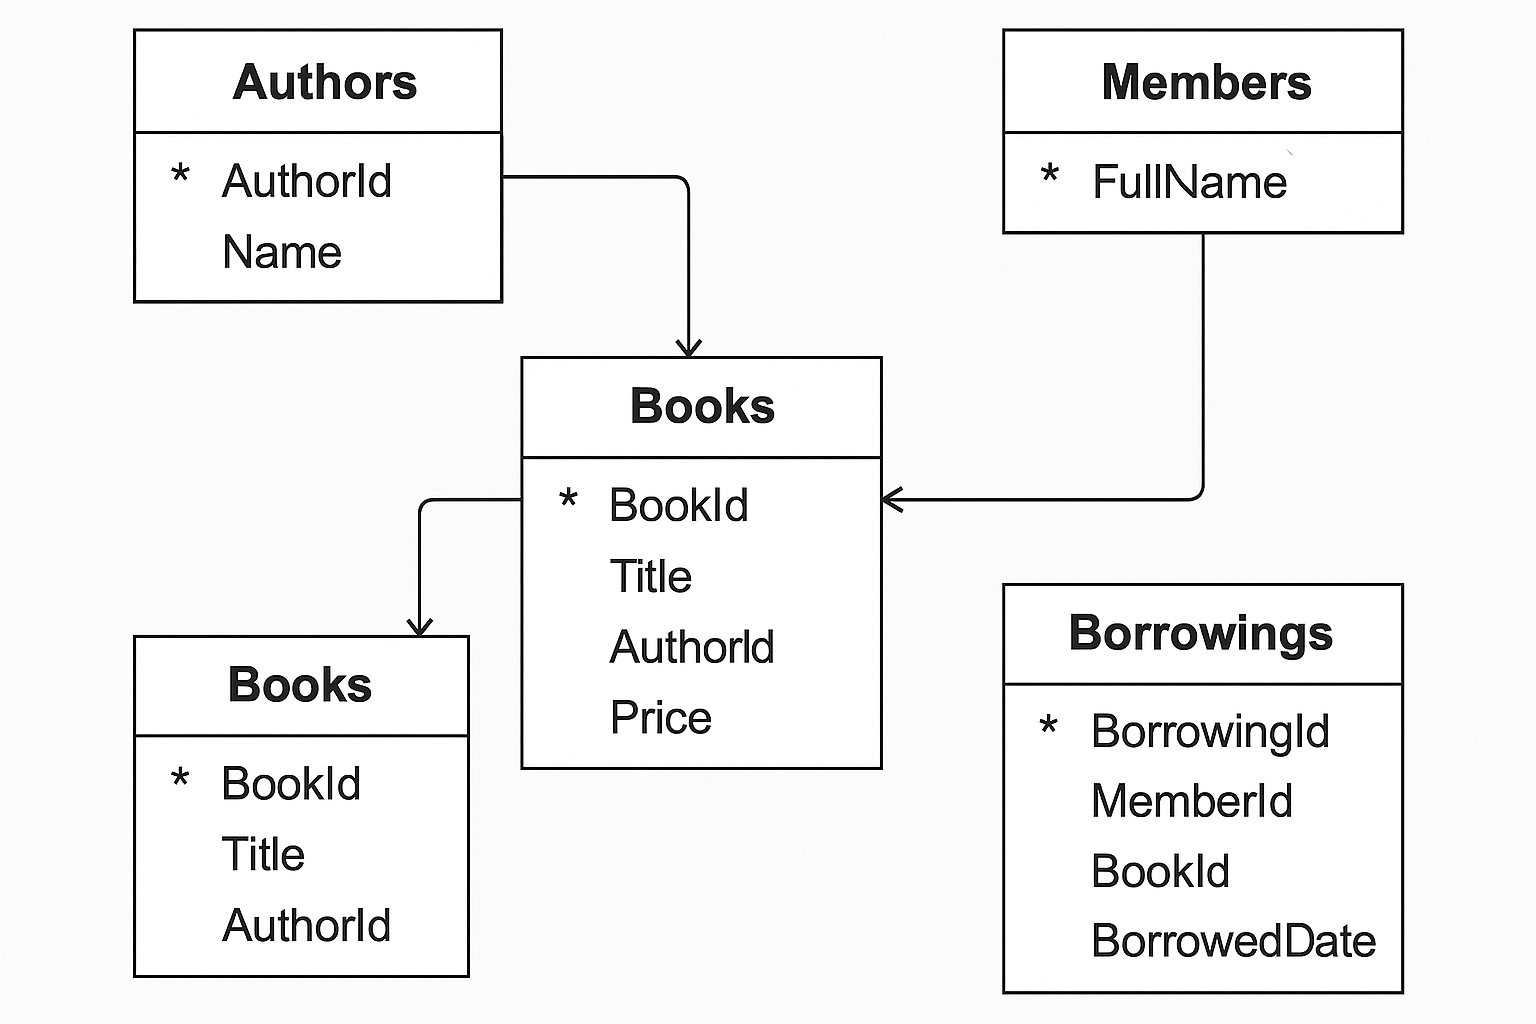 Authors
* AuthorId
Name
Members
* FullName
Books
* BookId
Title
AuthorId
Price
Books
* BookId
Title
AuthorId
Borrowings
* BorrowingId
MemberId
BookId
BorrowedDate